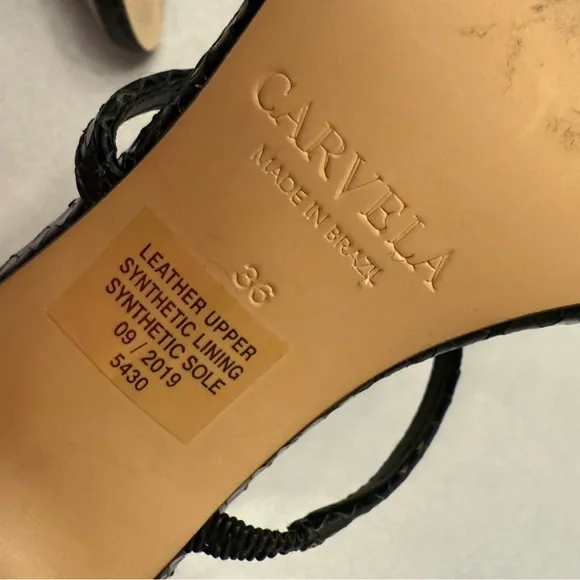 CARVELA
MADE IN BRAZIL
36
LEATHER UPPER
SYNTHETIC LINING
SYNTHETIC SOLE
09 / 2019
5430